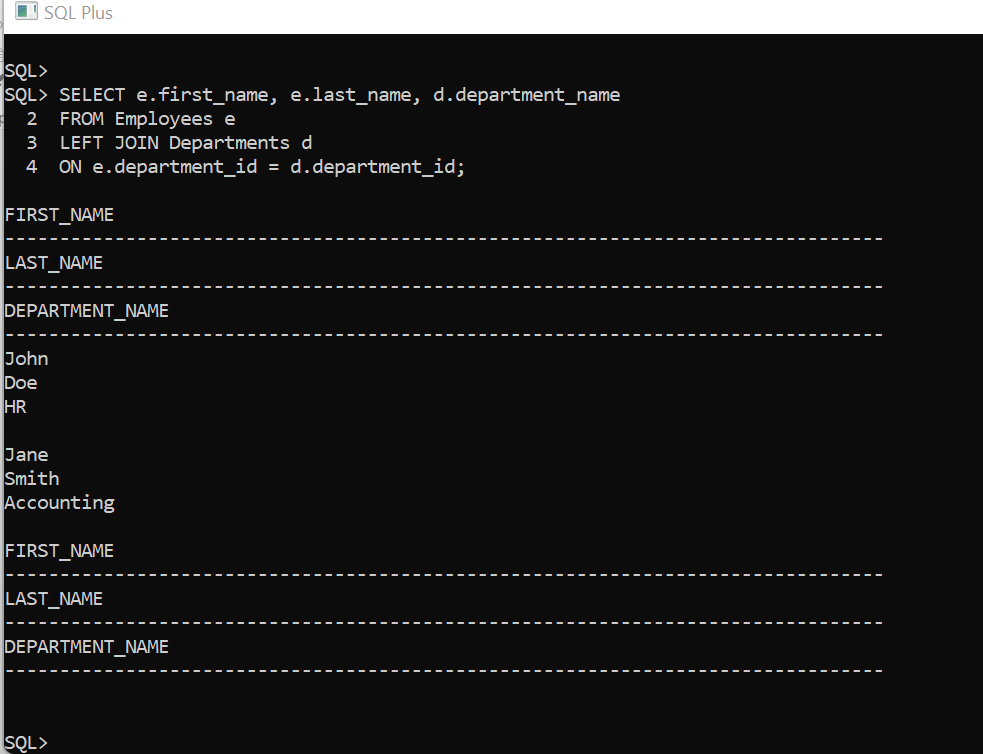 SQL Plus
SQL>
SQL> SELECT e.first_name, e.last_name, d.department_name
2 FROM Employees e
3 LEFT JOIN Departments d
4 ON e.department_id = d.department_id;
FIRST_NAME
--------------------------------------------------------------------------------
LAST_NAME
--------------------------------------------------------------------------------
DEPARTMENT_NAME
--------------------------------------------------------------------------------
John
Doe
HR
Jane
Smith
Accounting
FIRST_NAME
--------------------------------------------------------------------------------
LAST_NAME
--------------------------------------------------------------------------------
DEPARTMENT_NAME
--------------------------------------------------------------------------------
SQL>